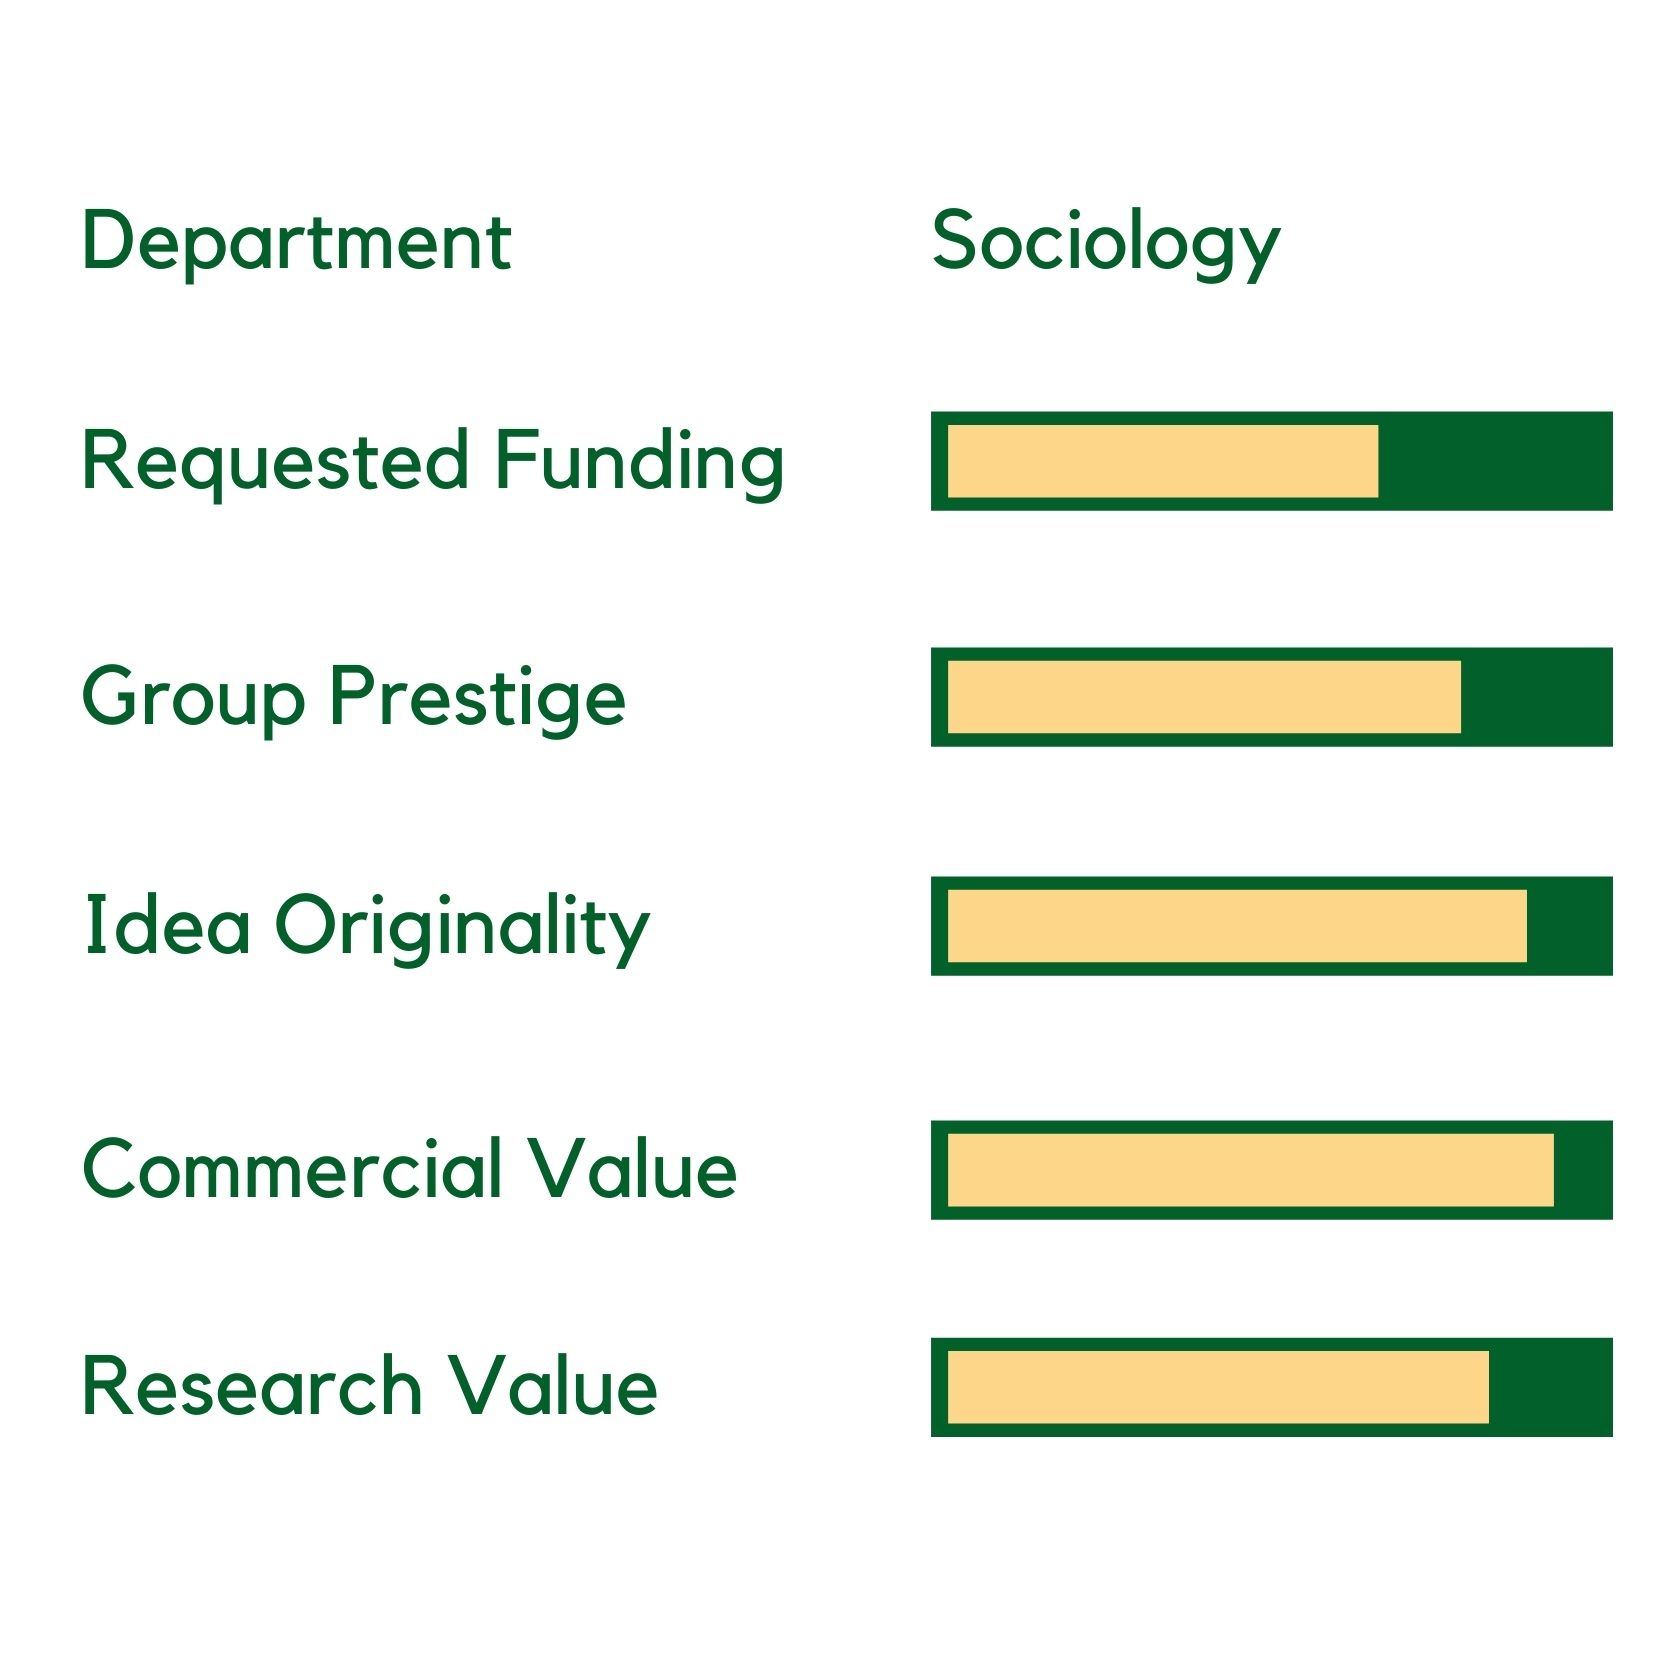 Department Sociology
Requested Funding
Group Prestige
Idea Originality
Commercial Value
Research Value